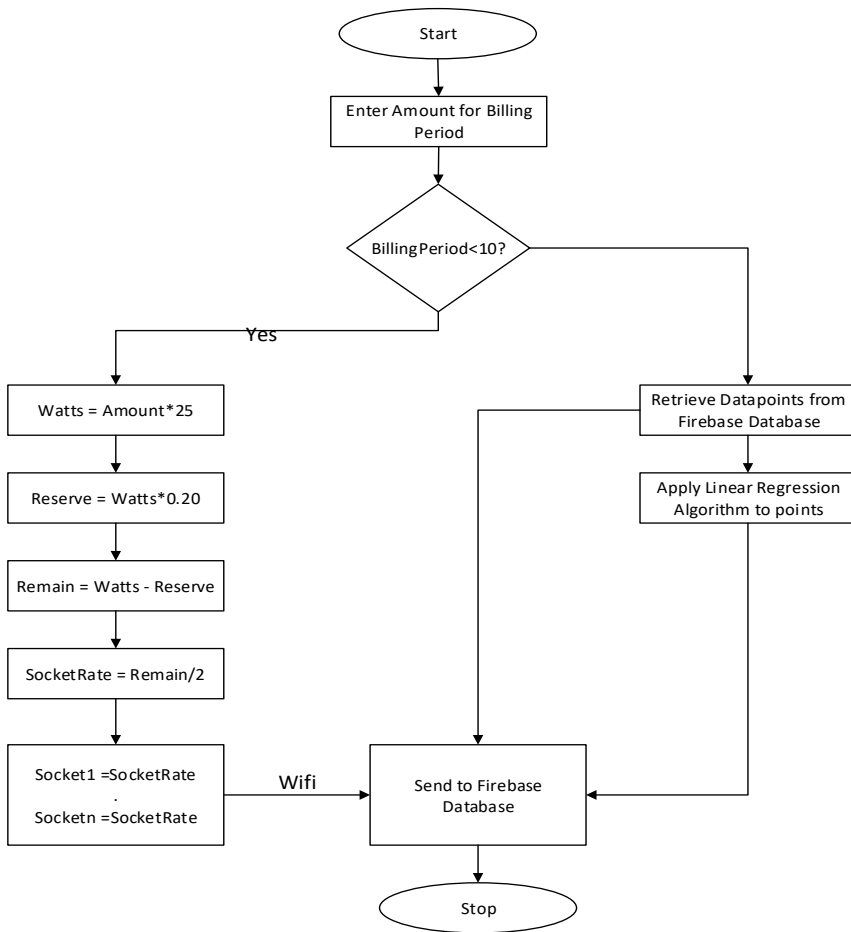 Start
Enter Amount for Billing
Period
BillingPeriod<10?
Yes
Watts = Amount*25
Reserve = Watts*0.20
Remain = Watts - Reserve
SocketRate = Remain/2
Socket1 =SocketRate
.
Socketn =SocketRate
Wifi
Retrieve Datapoints from
Firebase Database
Apply Linear Regression
Algorithm to points
Send to Firebase
Database
Stop